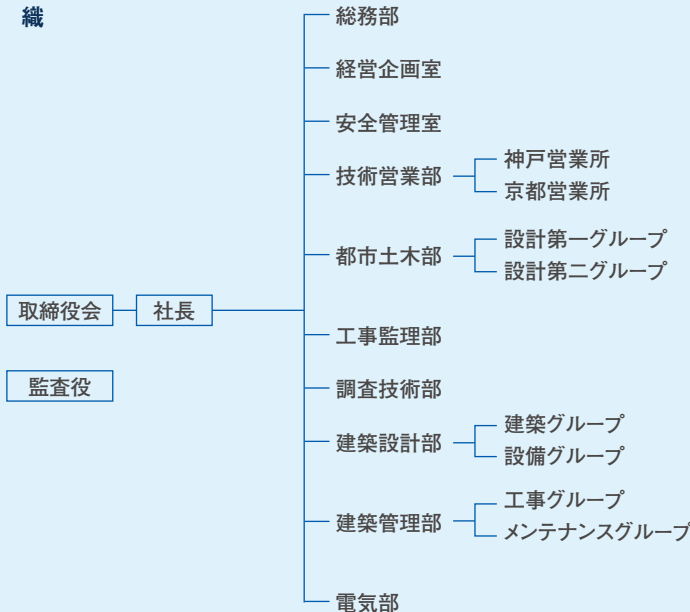 織
総務部
経営企画室
安全管理室
技術営業部
神戸営業所
京都営業所
都市土木部
設計第一グループ
設計第二グループ
取締役会
社長
監査役
工事監理部
調査技術部
建築設計部
建築グループ
設備グループ
建築管理部
工事グループ
メンテナンスグループ
電気部